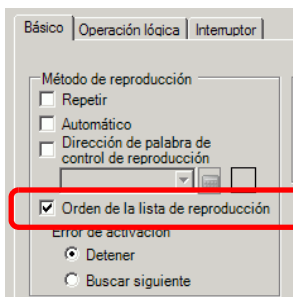 Básico Operación lógica Interruptor
Método de reproducción
Repetir
Automático
Dirección de palabra de
control de reproducción
Orden de la lista de reproducción
Error de activación
Detener
Buscar siguiente